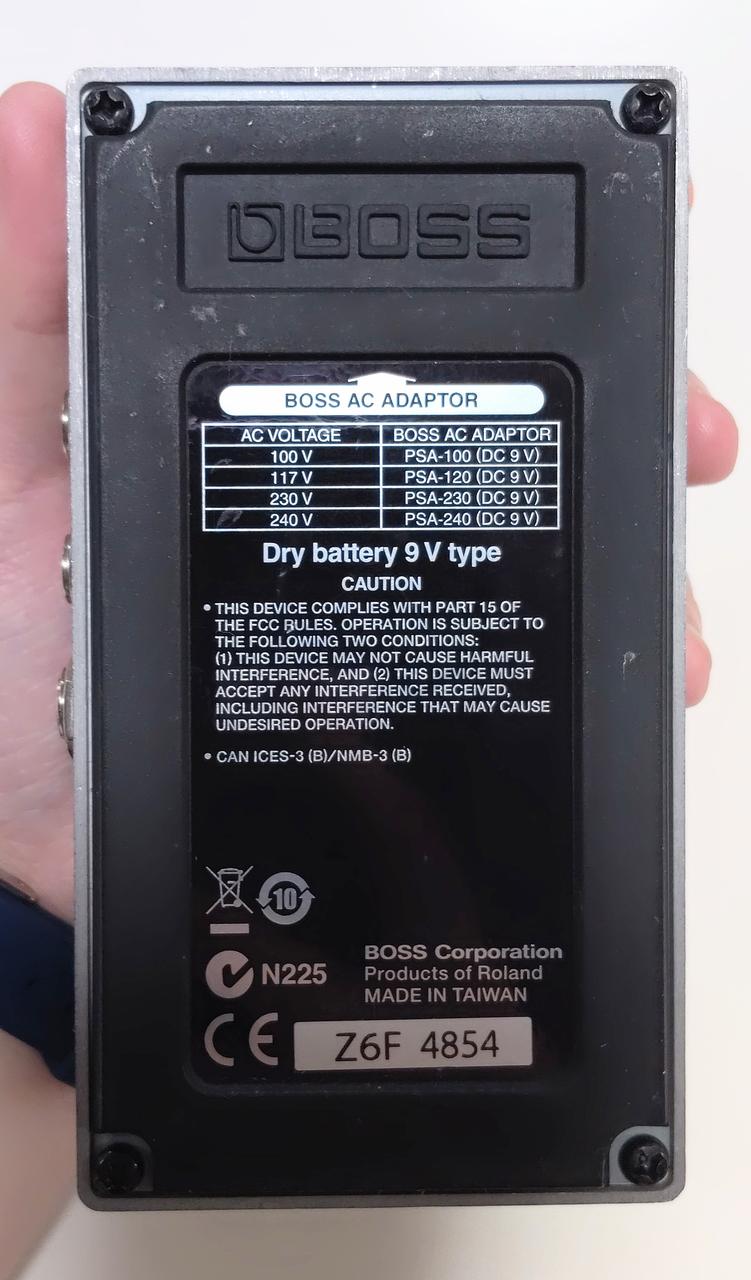 BOSS
BOSS AC ADAPTOR
AC VOLTAGE BOSS AC ADAPTOR
100 V PSA-100 (DC 9 V)
117 V PSA-120 (DC 9 V)
230 V PSA-230 (DC 9 V)
240 V PSA-240 (DC 9 V)
Dry battery 9 V type
CAUTION
• THIS DEVICE COMPLIES WITH PART 15 OF
THE FCC RULES. OPERATION IS SUBJECT TO
THE FOLLOWING TWO CONDITIONS:
(1) THIS DEVICE MAY NOT CAUSE HARMFUL
INTERFERENCE, AND (2) THIS DEVICE MUST
ACCEPT ANY INTERFERENCE RECEIVED,
INCLUDING INTERFERENCE THAT MAY CAUSE
UNDESIRED OPERATION.
• CAN ICES-3 (B)/NMB-3 (B)
10
N225
BOSS Corporation
Products of Roland
MADE IN TAIWAN
CE
Z6F 4854